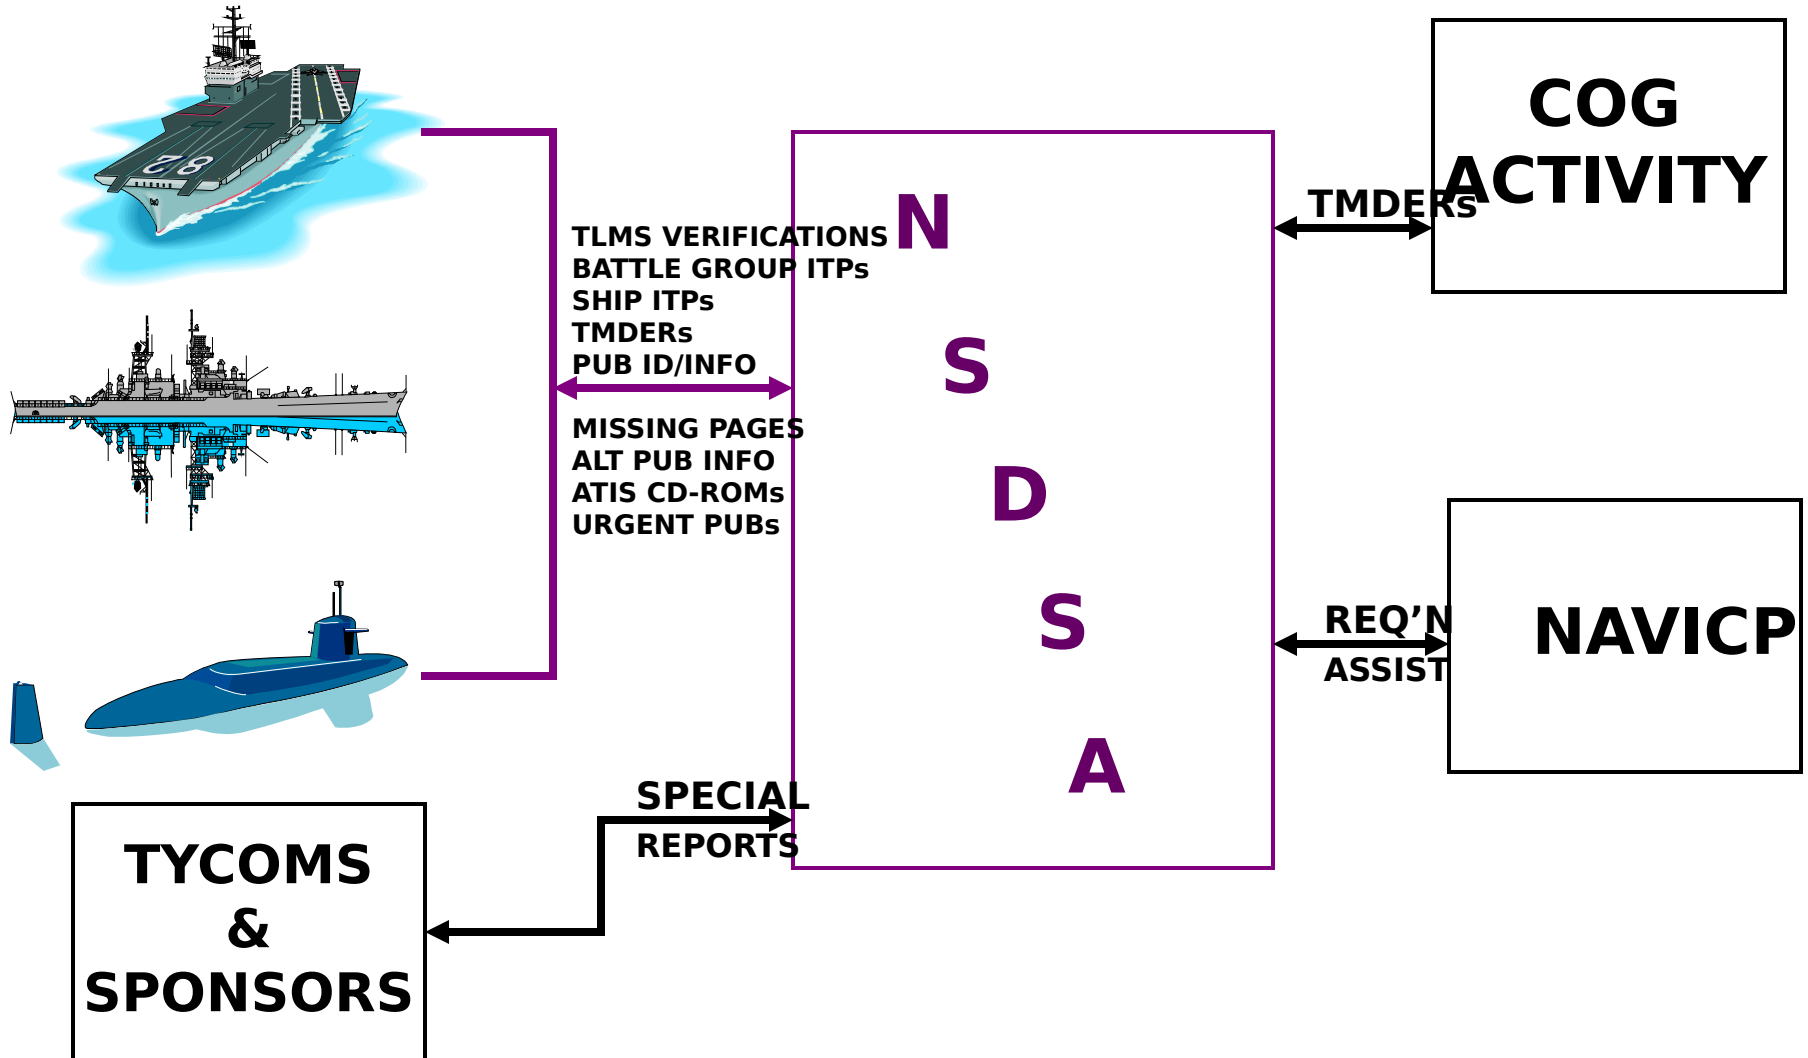 28
TLMS VERIFICATIONS
BATTLE GROUP ITPs
SHIP ITPs
TMDERs
PUB ID/INFO
MISSING PAGES
ALT PUB INFO
ATIS CD-ROMs
URGENT PUBs
N
S
D
S
A
COG
ACTIVITY
TMDERs
REQ’N
ASSIST
NAVICP
SPECIAL
REPORTS
TYCOMS
&
SPONSORS